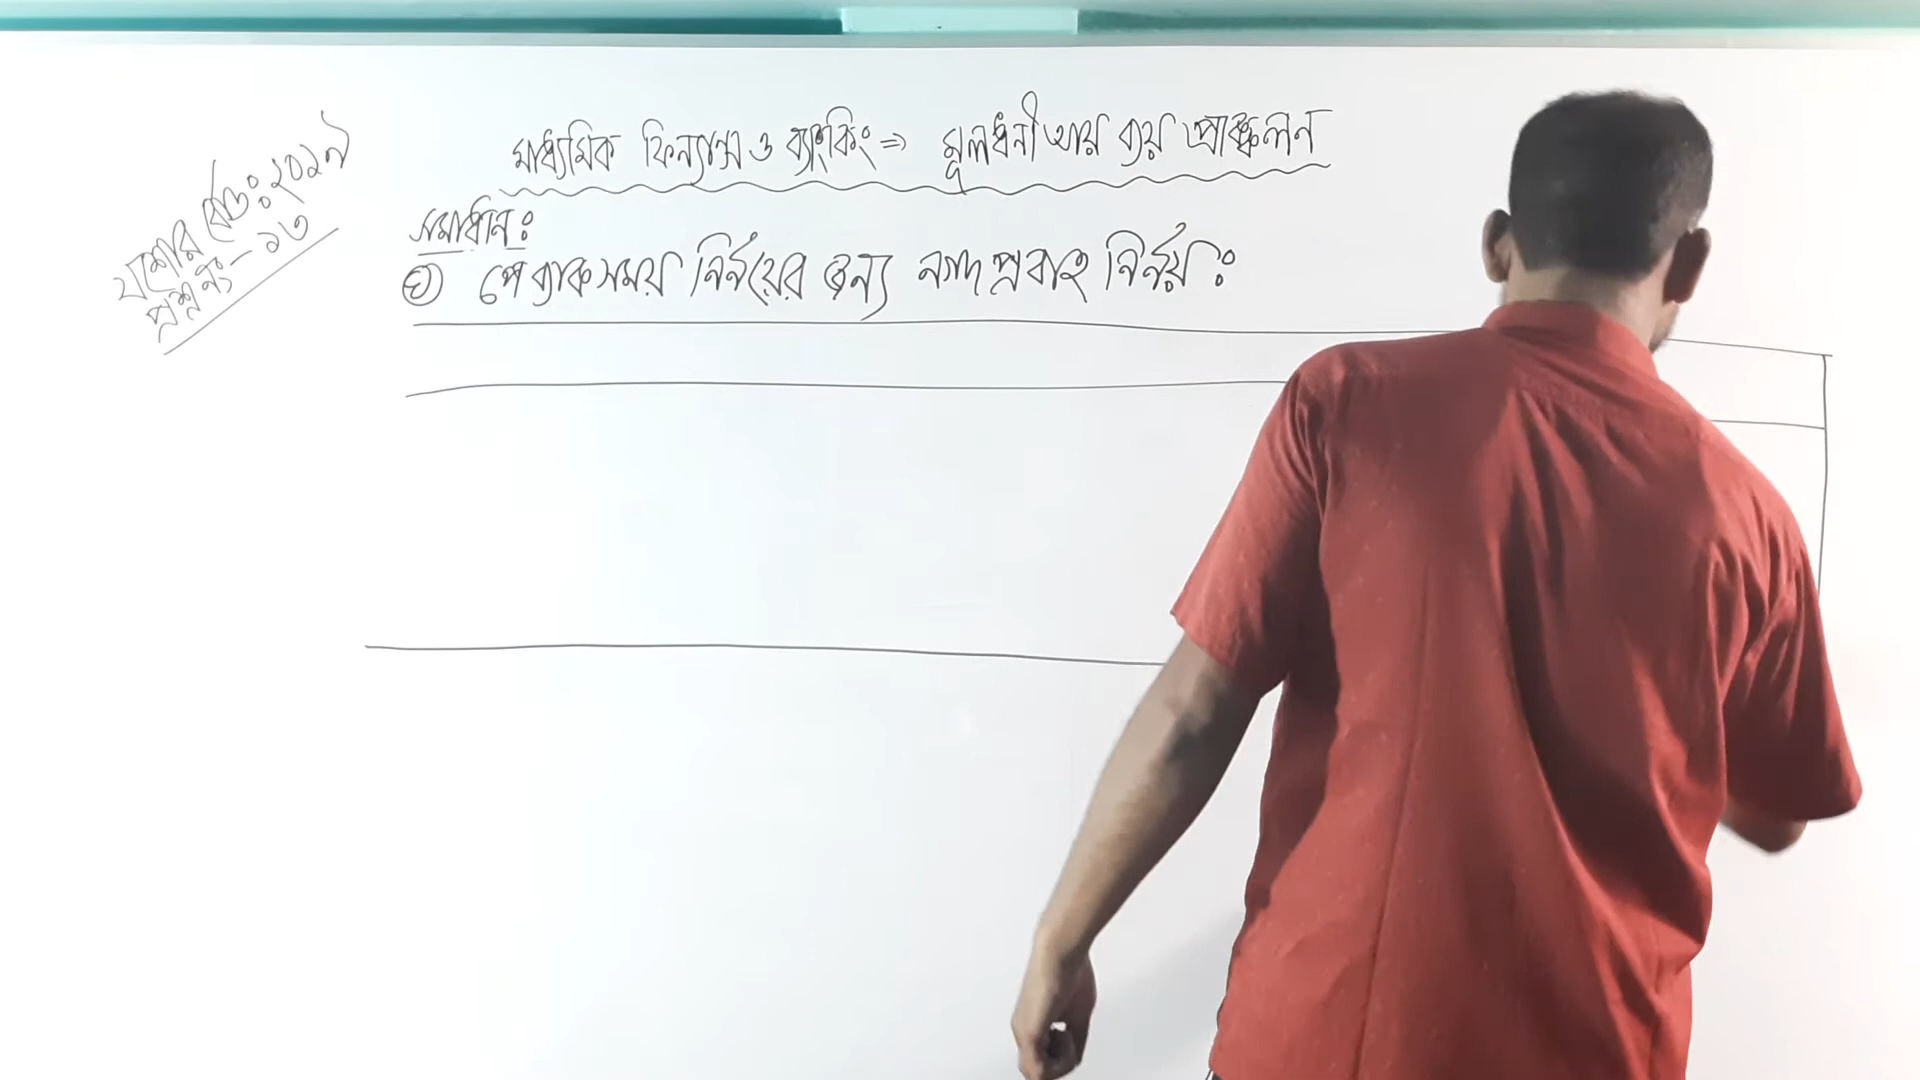 যশোর বোর্ড: ২০১৭
প্রশ্ন নং - ১৩
মাধ্যমিক ফিন্যান্স ও ব্যাংকিং ⇒ মূলধনী আয় ব্যয় প্রাক্কলন
সমাধান:
ঘ পে ব্যাক সময় নির্ণয়ের জন্য নগদ প্রবাহ নির্ণয়: